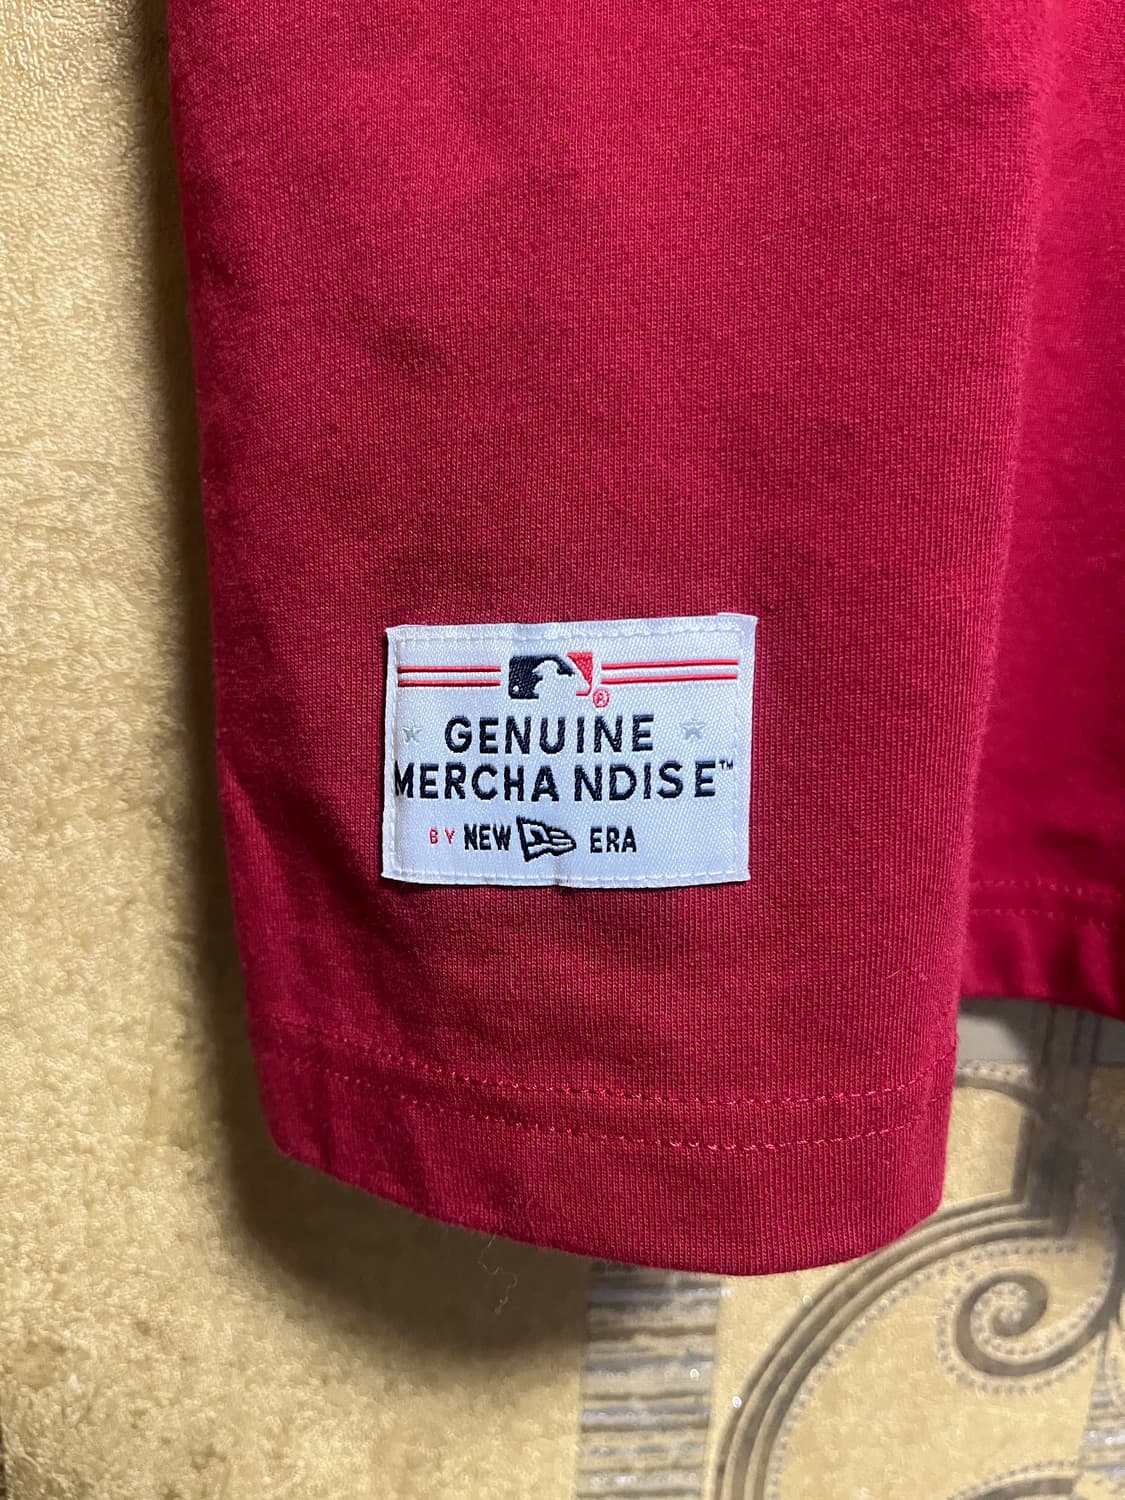 ®
GENUINE
MERCHANDISE™
BY NEW ERA